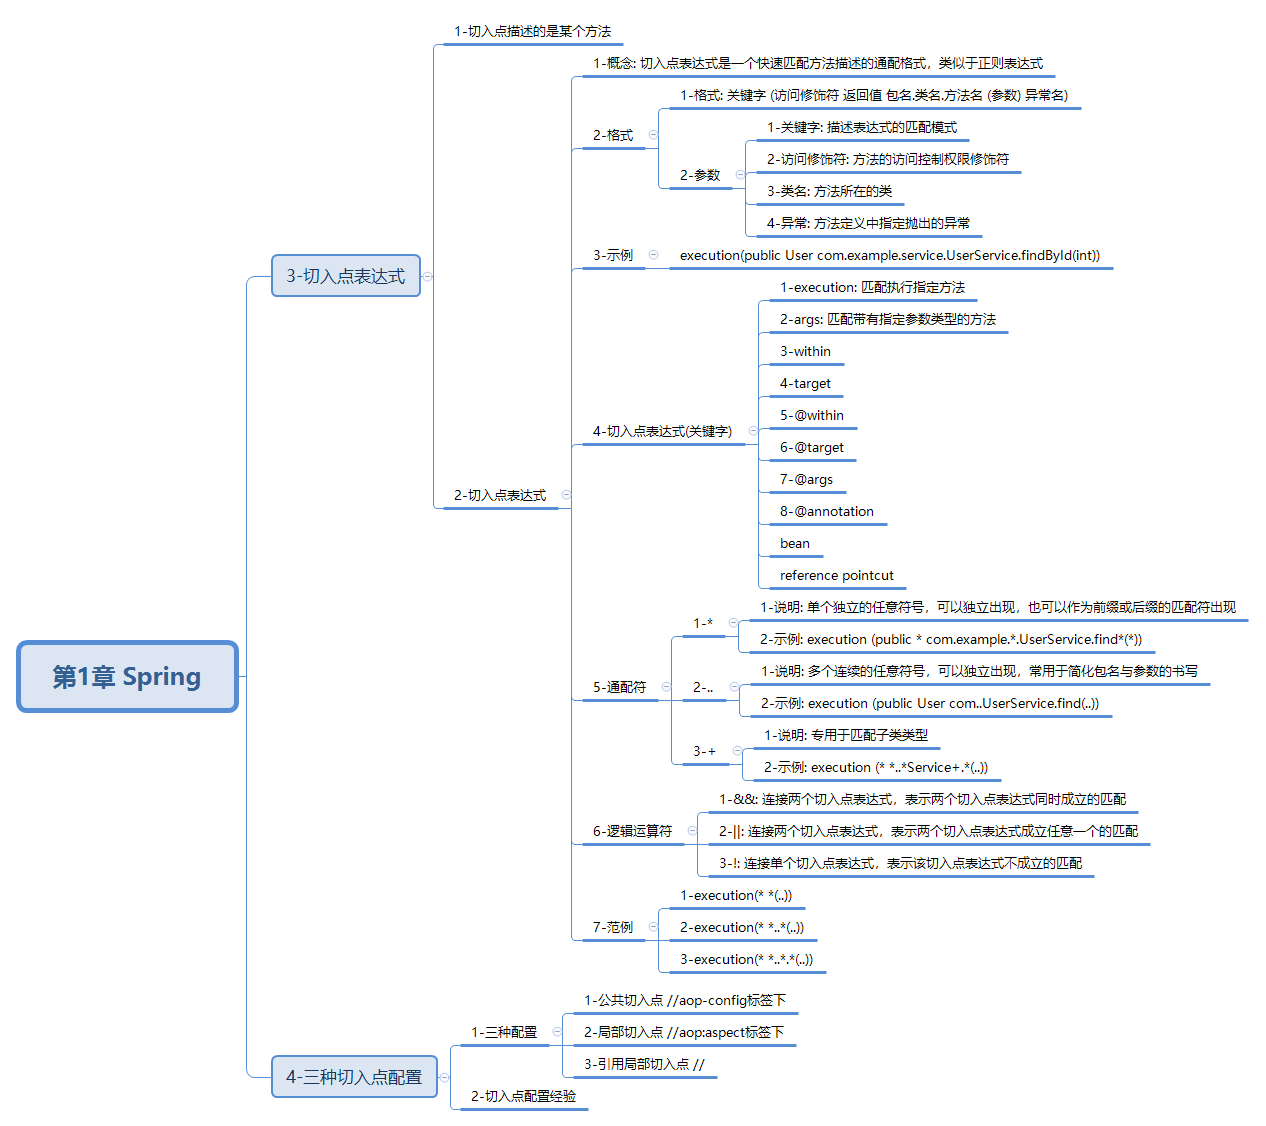 第1章 Spring
3-切入点表达式
1-切入点描述的是某个方法
2-切入点表达式
1-概念: 切入点表达式是一个快速匹配方法描述的通配格式，类似于正则表达式
2-格式
1-格式: 关键字 (访问修饰符 返回值 包名.类名.方法名 (参数) 异常名)
2-参数
1-关键字: 描述表达式的匹配模式
2-访问修饰符: 方法的访问控制权限修饰符
3-类名: 方法所在的类
4-异常: 方法定义中指定抛出的异常
3-示例
execution(public User com.example.service.UserService.findById(int))
4-切入点表达式(关键字)
1-execution: 匹配执行指定方法
2-args: 匹配带有指定参数类型的方法
3-within
4-target
5-@within
6-@target
7-@args
8-@annotation
bean
reference pointcut
5-通配符
1-*
1-说明: 单个独立的任意符号，可以独立出现，也可以作为前缀或后缀的匹配符出现
2-示例: execution (public * com.example.*.UserService.find*(*))
2-..
1-说明: 多个连续的任意符号，可以独立出现，常用于简化包名与参数的书写
2-示例: execution (public User com..UserService.find(..))
3-+
1-说明: 专用于匹配子类类型
2-示例: execution (* *..*Service+.*(..))
6-逻辑运算符
1-&&: 连接两个切入点表达式，表示两个切入点表达式同时成立的匹配
2-||: 连接两个切入点表达式，表示两个切入点表达式成立任意一个的匹配
3-!: 连接单个切入点表达式，表示该切入点表达式不成立的匹配
7-范例
1-execution(* *(..))
2-execution(* *..*(..))
3-execution(* *..*.*(..))
4-三种切入点配置
1-三种配置
1-公共切入点 //aop-config标签下
2-局部切入点 //aop:aspect标签下
3-引用局部切入点 //
2-切入点配置经验